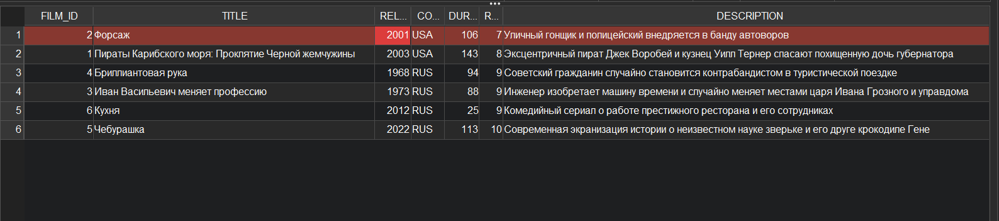 FILM_ID TITLE REL... CO... DUR... R... DESCRIPTION
1 2 Форсаж 2001 USA 106 7 Уличный гонщик и полицейский внедряется в банду автоворов
2 1 Пираты Карибского моря: Проклятие Черной жемчужины 2003 USA 143 8 Эксцентричный пират Джек Воробей и кузнец Уилл Тернер спасают похищенную дочь губернатора
3 4 Бриллиантовая рука 1968 RUS 94 9 Советский гражданин случайно становится контрабандистом в туристической поездке
4 3 Иван Васильевич меняет профессию 1973 RUS 88 9 Инженер изобретает машину времени и случайно меняет местами царя Ивана Грозного и управдома
5 6 Кухня 2012 RUS 25 9 Комедийный сериал о работе престижного ресторана и его сотрудниках
6 5 Чебурашка 2022 RUS 113 10 Современная экранизация истории о неизвестном науке зверьке и его друге крокодиле Гене